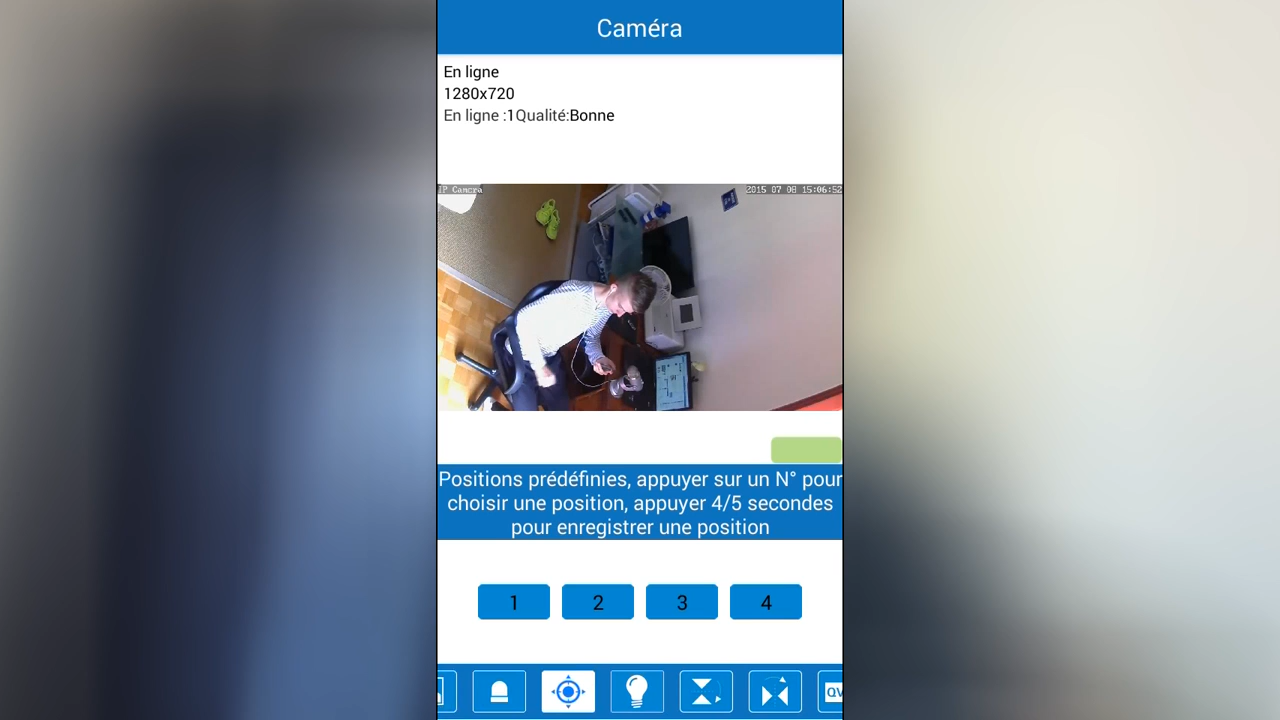 Caméra
En ligne
1280x720
En ligne :1Qualité:Bonne
IP Camera
2015 07 08 15:06:52
Positions prédéfinies, appuyer sur un N° pour
choisir une position, appuyer 4/5 secondes
pour enregistrer une position
1 2 3 4
QV